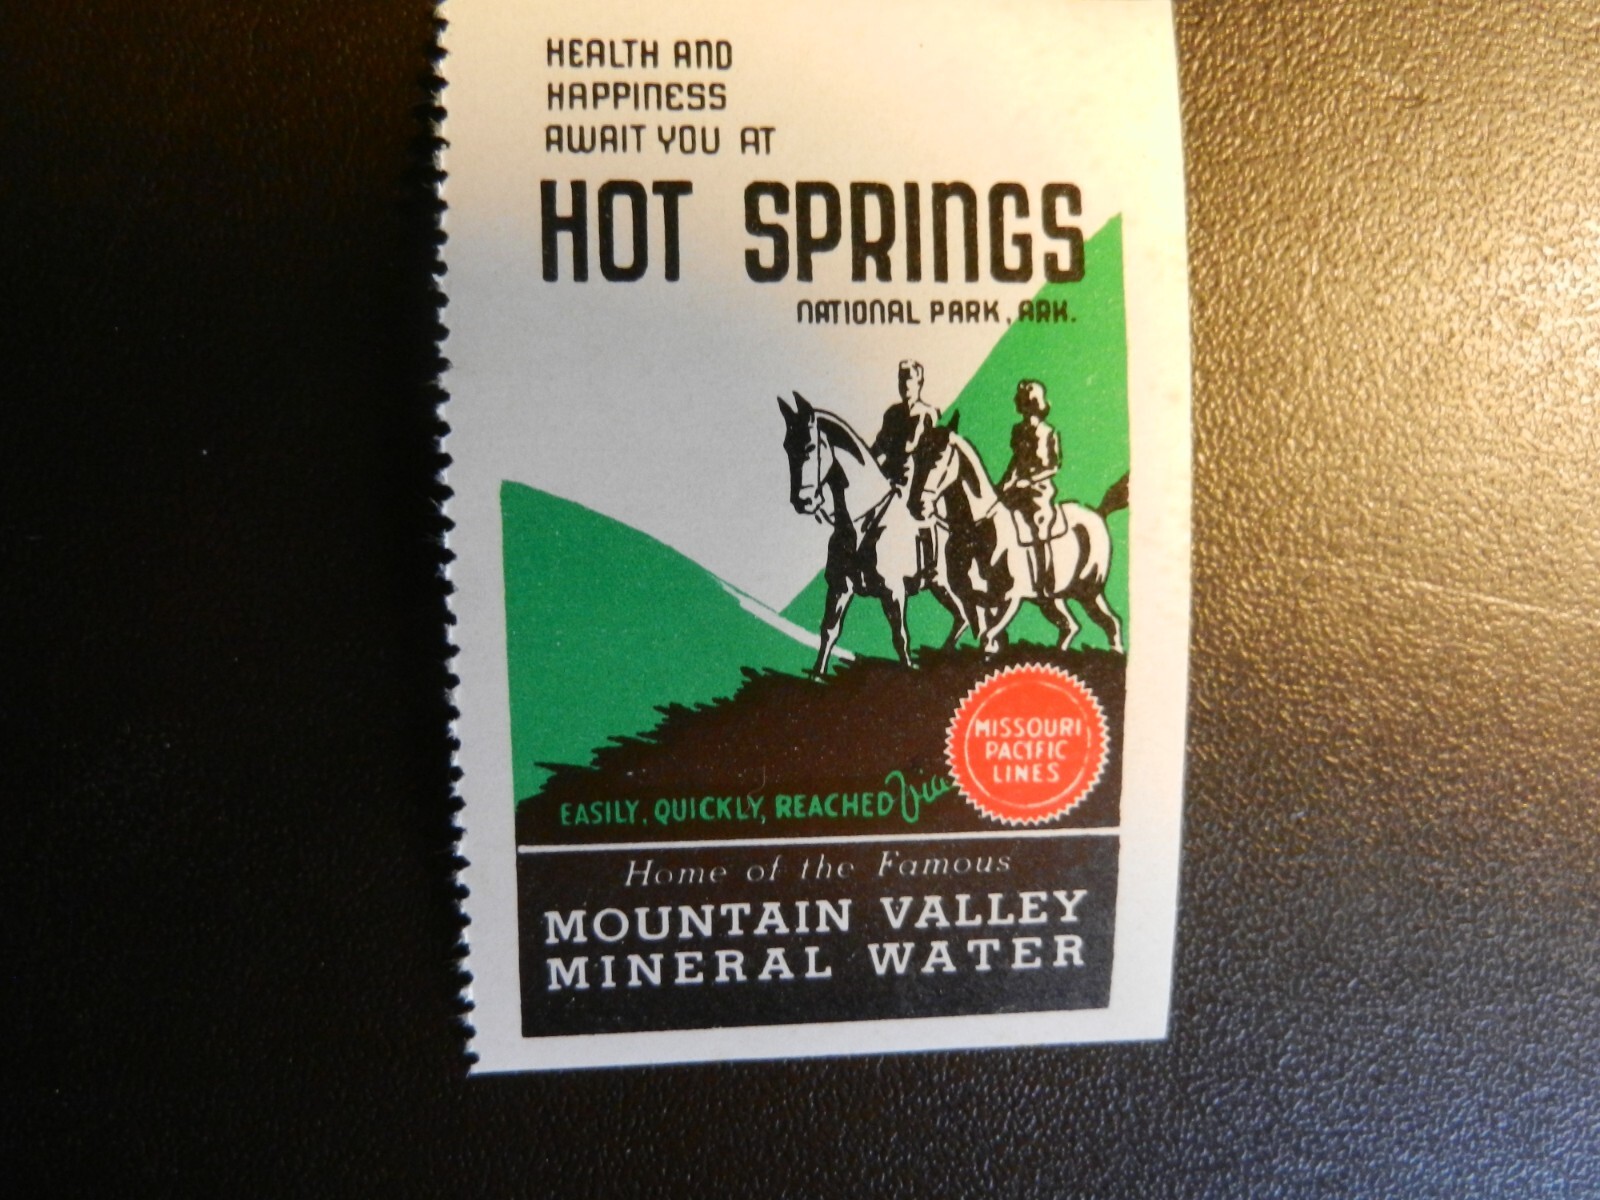 HEALTH AND
HAPPINESS
AWAIT YOU AT
HOT SPRINGS
NATIONAL PARK, ARK.
MISSOURI
PACIFIC
LINES
EASILY, QUICKLY, REACHED Via
Home of the Famous
MOUNTAIN VALLEY
MINERAL WATER